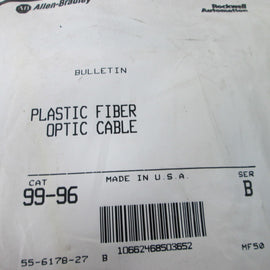 AB Allen-Bradley
Rockwell
Automation
BULLETIN
PLASTIC FIBER
OPTIC CABLE
CAT MADE IN U.S.A. SER
99-96 B
10662468503652
55-6178-27 B MF50